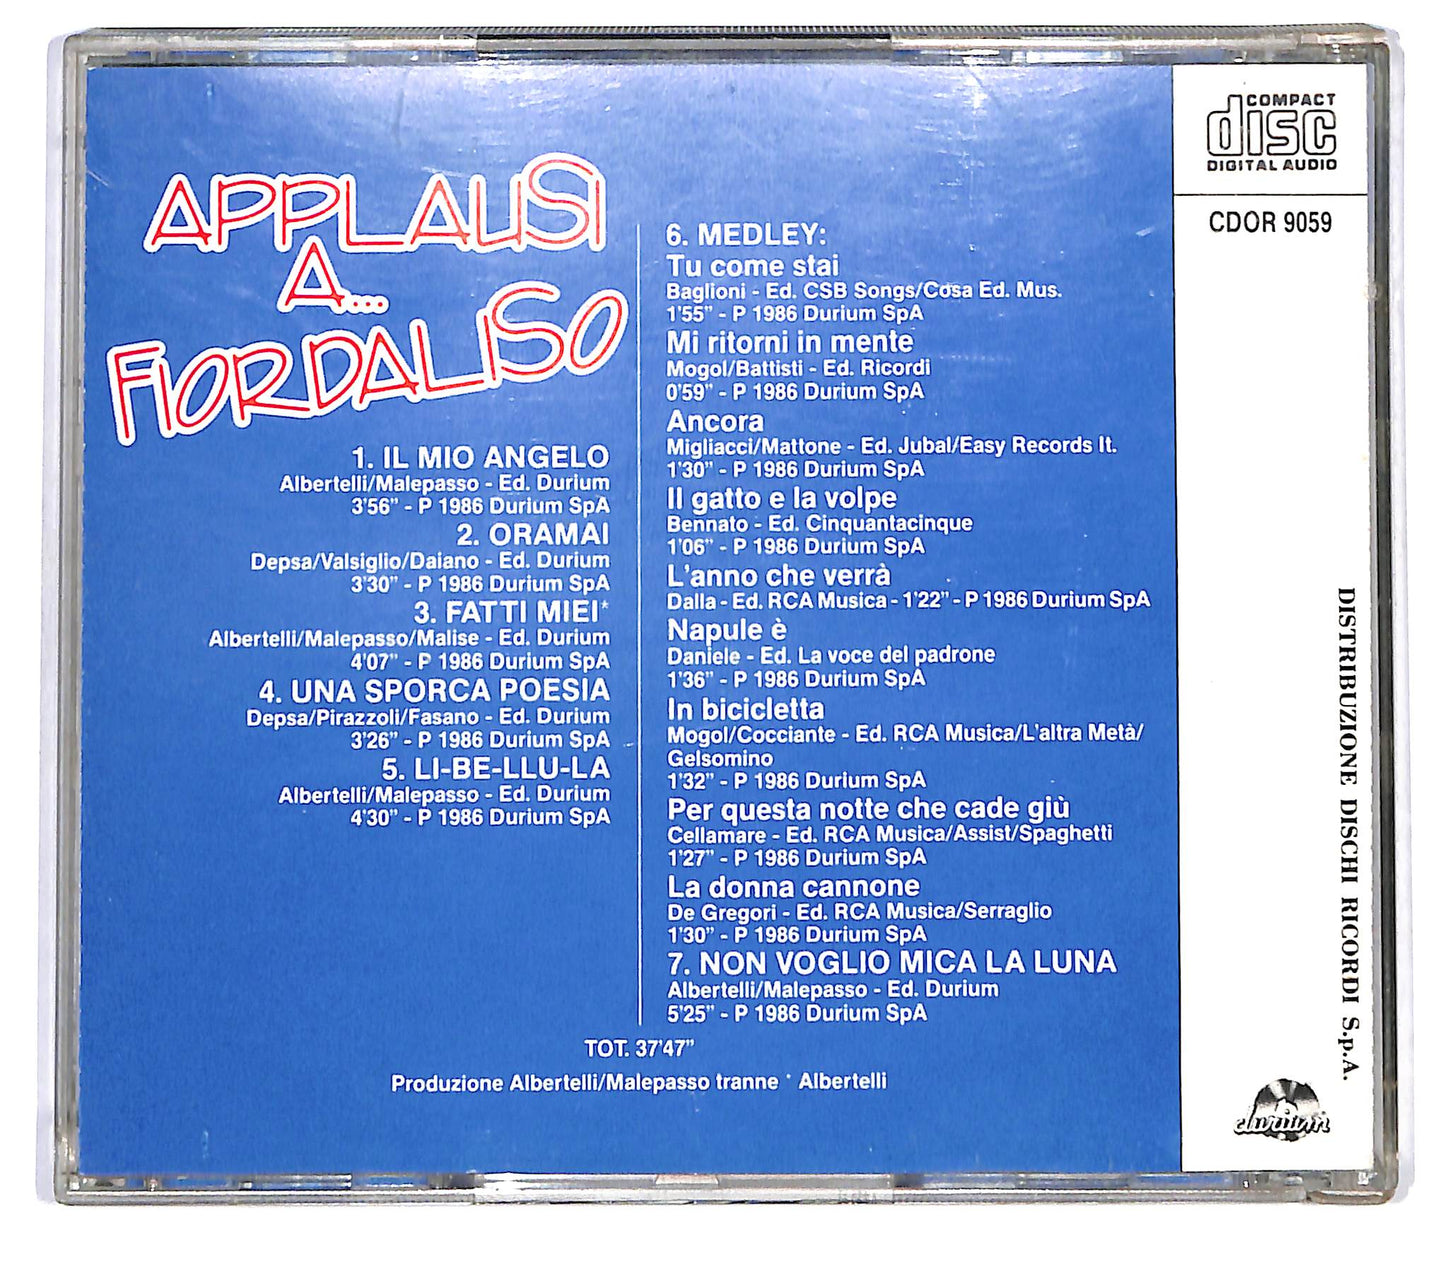 APPLAUSI
A...
FIORDALISO
1. IL MIO ANGELO
Albertelli/Malepasso - Ed. Durium
3'56” - P 1986 Durium SpA
2. ORAMAI
Depsa/Valsiglio/Daiano - Ed. Durium
3'30” - P 1986 Durium SpA
3. FATTI MIEI*
Albertelli/Malepasso/Malise - Ed. Durium
4'07” - P 1986 Durium SpA
4. UNA SPORCA POESIA
Depsa/Pirazzoli/Fasano - Ed. Durium
3'26” - P 1986 Durium SpA
5. LI-BE-LLU-LA
Albertelli/Malepasso - Ed. Durium
4'30” - P 1986 Durium SpA
6. MEDLEY:
Tu come stai
Baglioni - Ed. CSB Songs/Cosa Ed. Mus.
1'55” - P 1986 Durium SpA
Mi ritorni in mente
Mogol/Battisti - Ed. Ricordi
0'59” - P 1986 Durium SpA
Ancora
Migliacci/Mattone - Ed. Jubal/Easy Records It.
1'30” - P 1986 Durium SpA
Il gatto e la volpe
Bennato - Ed. Cinquantacinque
1'06” - P 1986 Durium SpA
L'anno che verrà
Dalla - Ed. RCA Musica - 1'22” - P 1986 Durium SpA
Napule è
Daniele - Ed. La voce del padrone
1'36” - P 1986 Durium SpA
In bicicletta
Mogol/Cocciante - Ed. RCA Musica/L'altra Metà/
Gelsomino
1'32” - P 1986 Durium SpA
Per questa notte che cade giù
Cellamare - Ed. RCA Musica/Assist/Spaghetti
1'27” - P 1986 Durium SpA
La donna cannone
De Gregori - Ed. RCA Musica/Serraglio
1'30” - P 1986 Durium SpA
7. NON VOGLIO MICA LA LUNA
Albertelli/Malepasso - Ed. Durium
5'25” - P 1986 Durium SpA
TOT. 37'47”
Produzione Albertelli/Malepasso tranne * Albertelli
COMPACT
disc
DIGITAL AUDIO
CDOR 9059
DISTRIBUZIONE DISCHI RICORDI S.p.A.
durium